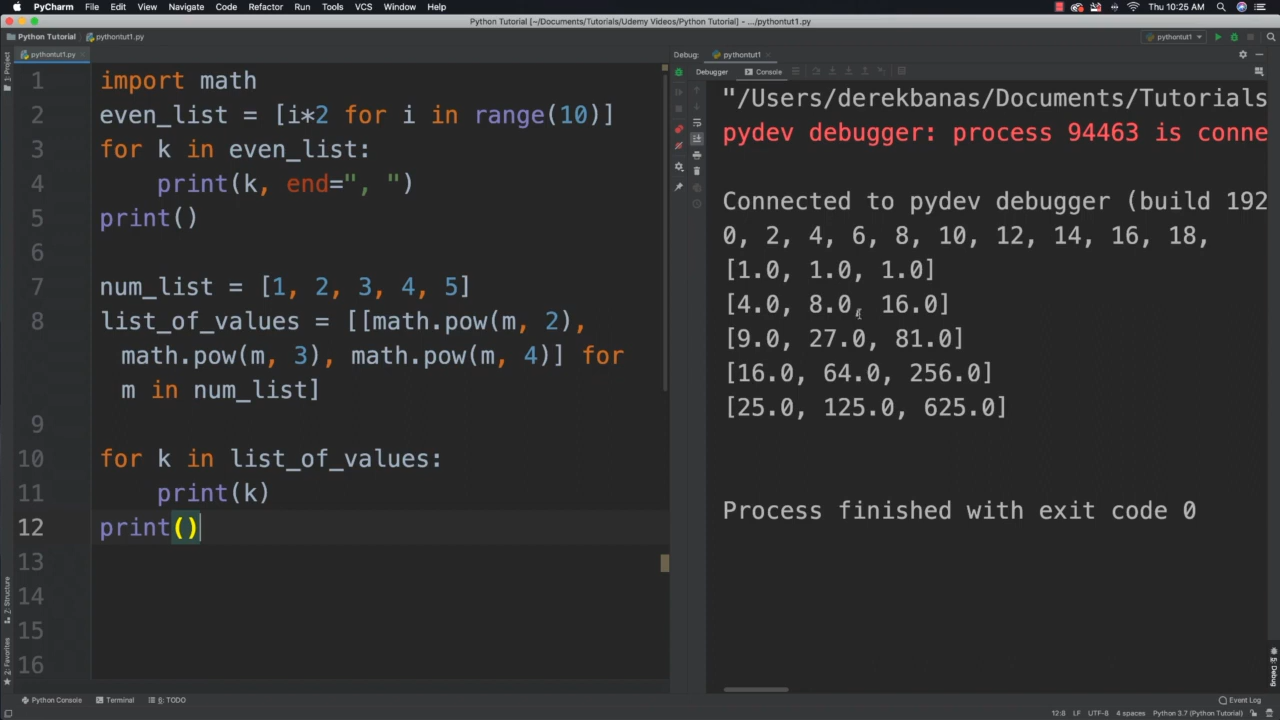 PyCharm File Edit View Navigate Code Refactor Run Tools VCS Window Help Thu 10:25 AM
Python Tutorial [~/Documents/Tutorials/Udemy Videos/Python Tutorial] - .../pythontut1.py
Python Tutorial pythontut1.py pythontut1
pythontut1.py
Debug: pythontut1
Debugger Console
1: Project
1 import math
2 even_list = [i*2 for i in range(10)]
3 for k in even_list:
4 print(k, end=", ")
5 print()
6
7 num_list = [1, 2, 3, 4, 5]
8 list_of_values = [[math.pow(m, 2),
math.pow(m, 3), math.pow(m, 4)] for
m in num_list]
9
10 for k in list_of_values:
11 print(k)
12 print()
13
14
15
16
"/Users/derekbanas/Documents/Tutorials
pydev debugger: process 94463 is conne
Connected to pydev debugger (build 192
0, 2, 4, 6, 8, 10, 12, 14, 16, 18,
[1.0, 1.0, 1.0]
[4.0, 8.0, 16.0]
[9.0, 27.0, 81.0]
[16.0, 64.0, 256.0]
[25.0, 125.0, 625.0]
Process finished with exit code 0
7: Structure
2: Favorites
5: Debug
Python Console Terminal 6: TODO Event Log
12:8 LF UTF-8 4 spaces Python 3.7 (Python Tutorial)